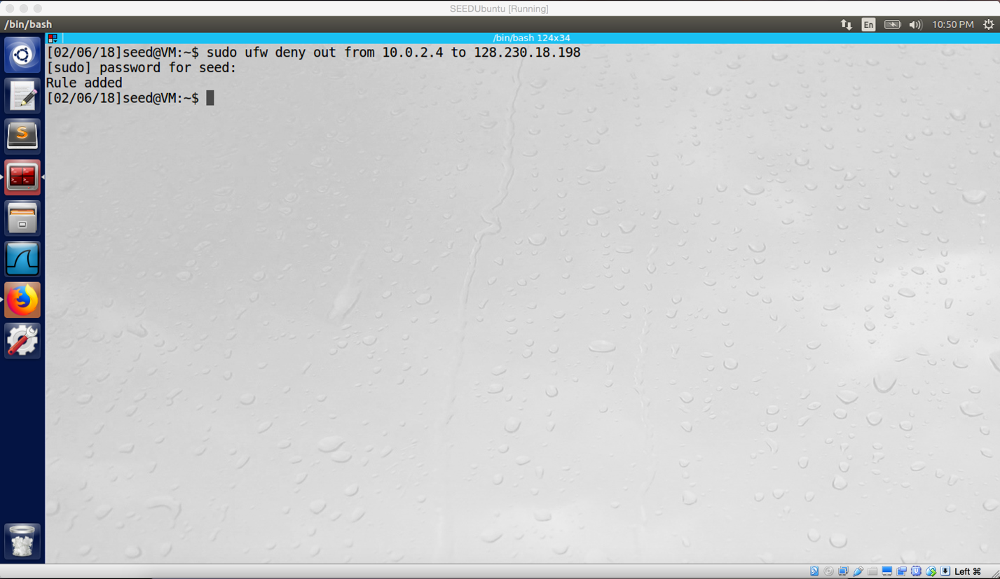 SEEDUbuntu [Running]
/bin/bash
En
10:50 PM
/bin/bash 124x34
[02/06/18]seed@VM:~$ sudo ufw deny out from 10.0.2.4 to 128.230.18.198
[sudo] password for seed:
Rule added
[02/06/18]seed@VM:~$
S
Left ⌘